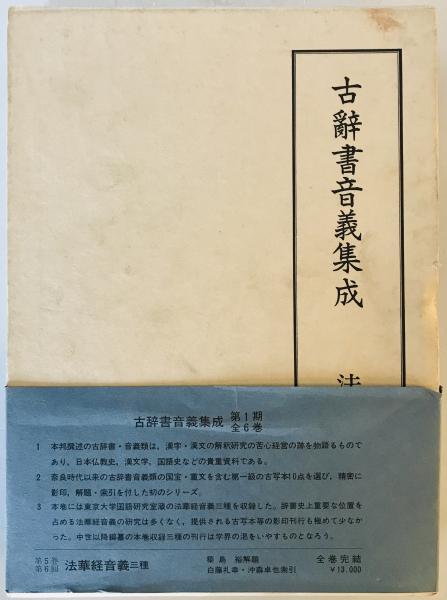 古辭書音義集成
法
古辞書音義集成 第1期 全6巻
1 本邦撰述の古辞書・音義類は、漢字・漢文の解釈研究の苦心経営の跡を物語るもので
あり、日本仏教史、漢文学、国語史などの貴重資料である。
2 奈良時代以来の古辞書音義類の国宝・重文を含む第一級の古写本10点を選び、精密に
影印、解題・索引を付した初のシリーズ。
3 本巻には東京大学国語研究室蔵の法華経音義三種を収録した。辞書史上重要な位置を
占める法華経音義の研究は多くなく、提供される古写本等の影印刊行も極めて少なか
った。中世以降編纂の本巻収録三種の刊行は学界の渇をいやすものとなろう。
第5巻 第6回 法華経音義三種
築島 裕解題
白藤礼幸・沖森卓也索引
全巻完結
￥13,000